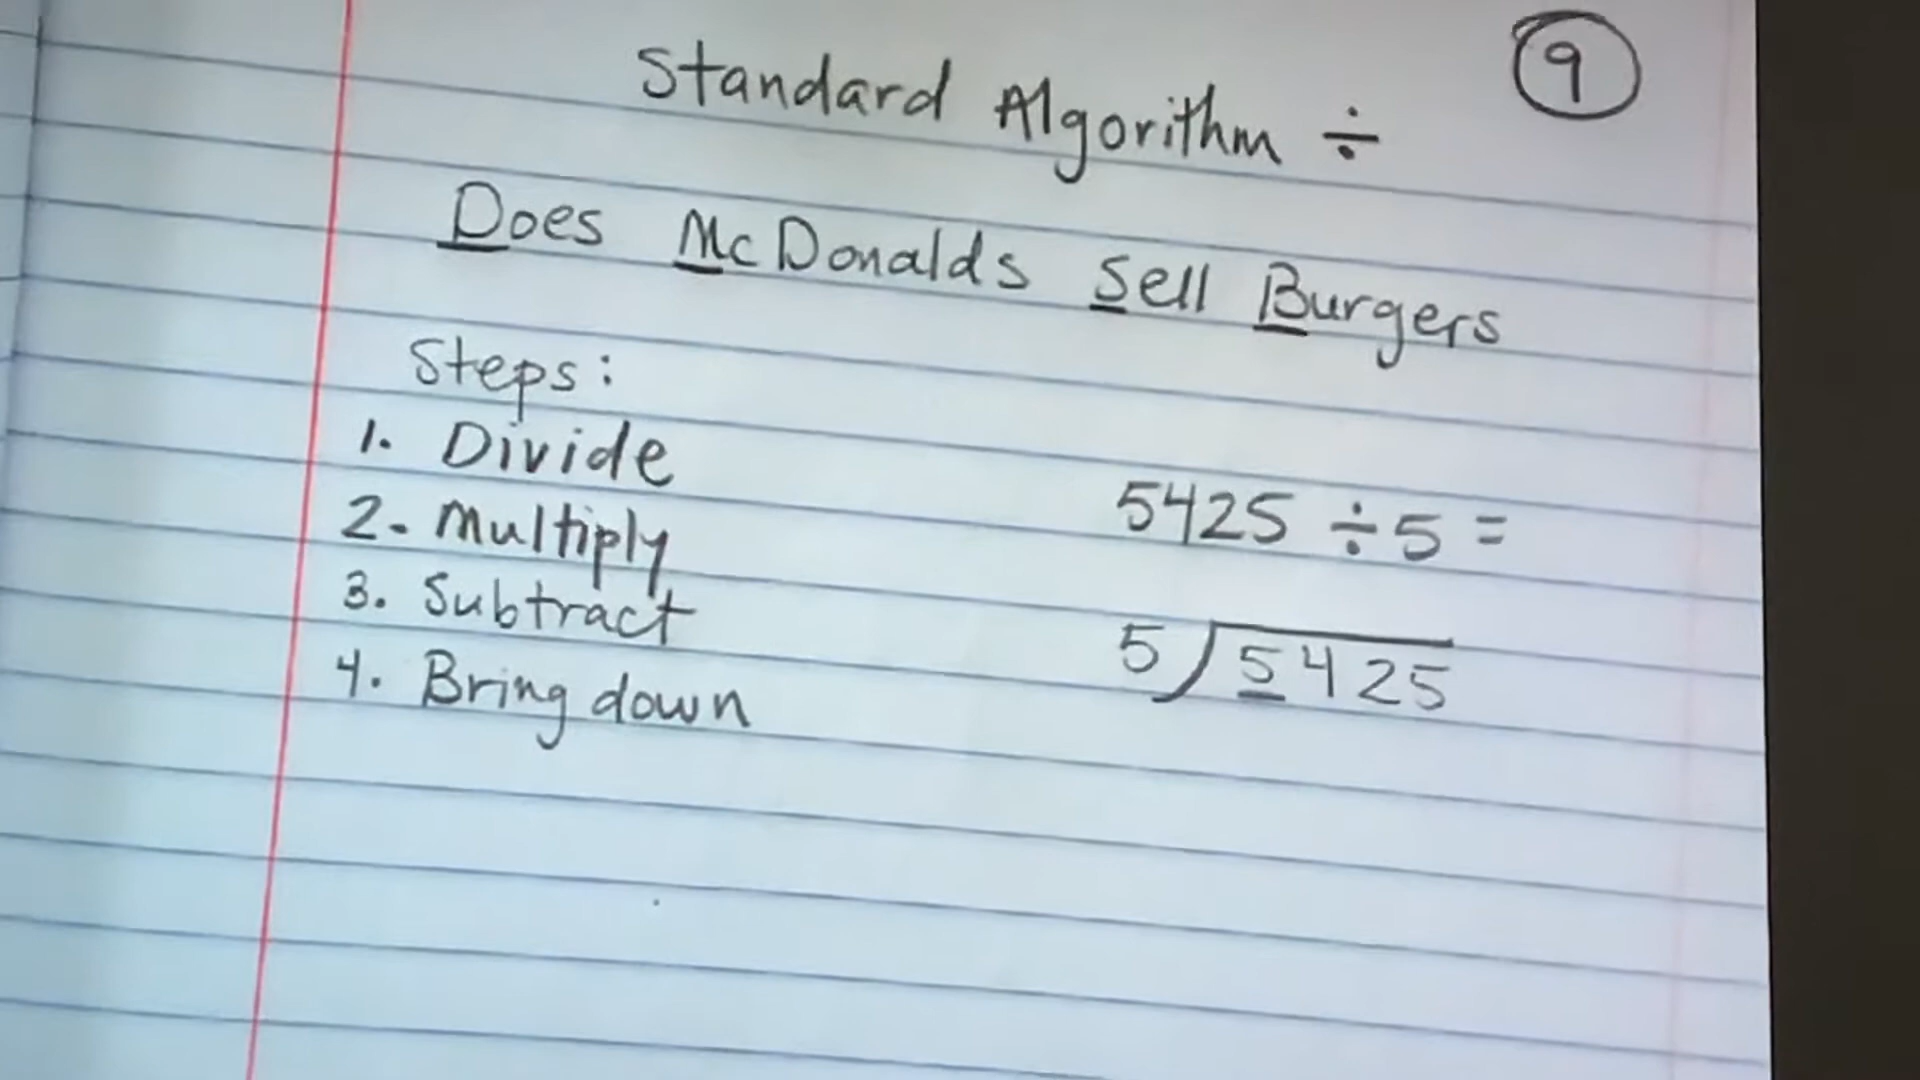 Standard Algorithm ÷
9
Does McDonalds Sell Burgers
Steps:
1. Divide
2. Multiply
3. Subtract
4. Bring down
5425 ÷ 5 =
5 5425